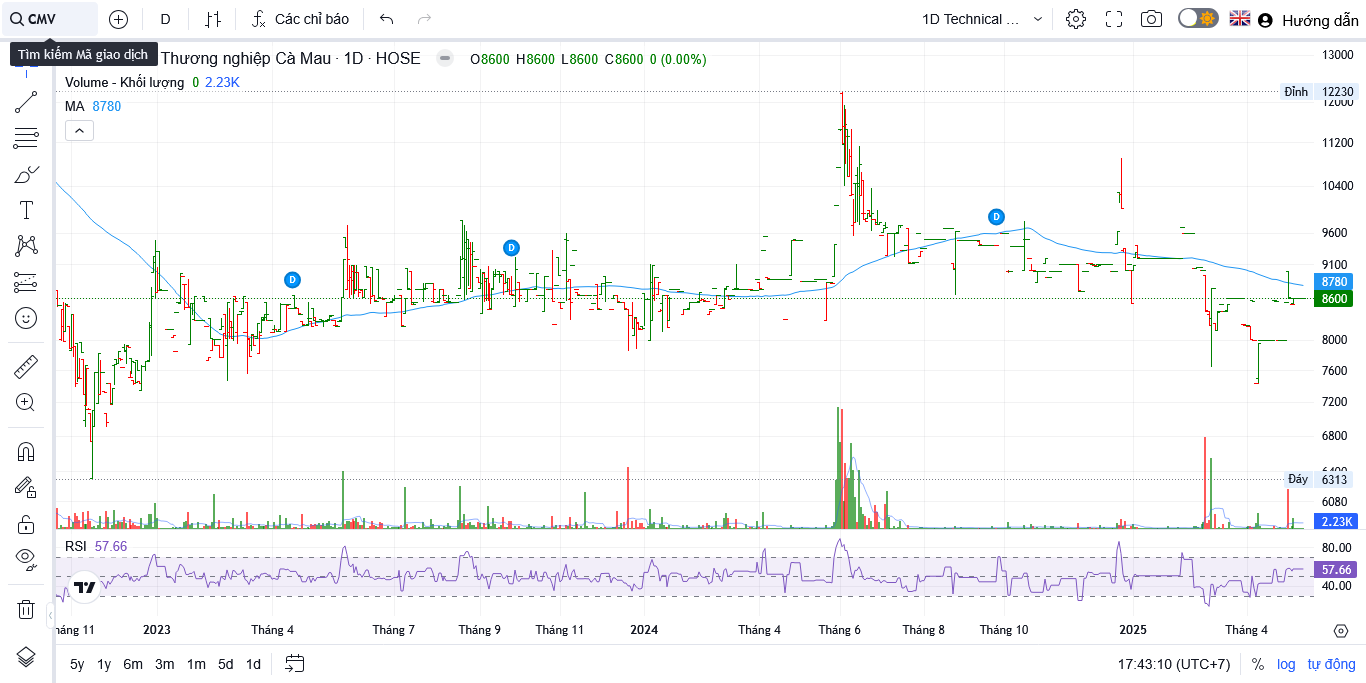 CMV D Các chỉ báo 1D Technical ... Hướng dẫn
Tìm kiếm Mã giao dịch
Thương nghiệp Cà Mau · 1D · HOSE O8600 H8600 L8600 C8600 0 (0.00%)
Volume - Khối lượng 0 2.23K
MA 8780
13000
Đỉnh 12230
12000
11200
10400
9600
9100
8780
8600
8000
7600
7200
6800
6400
Đáy 6313
6080
2.23K
D
D
D
RSI 57.66
80.00
57.66
40.00
háng 11 2023 Tháng 4 Tháng 7 Tháng 9 Tháng 11 2024 Tháng 4 Tháng 6 Tháng 8 Tháng 10 2025 Tháng 4
5y 1y 6m 3m 1m 5d 1d 17:43:10 (UTC+7) % log tự động